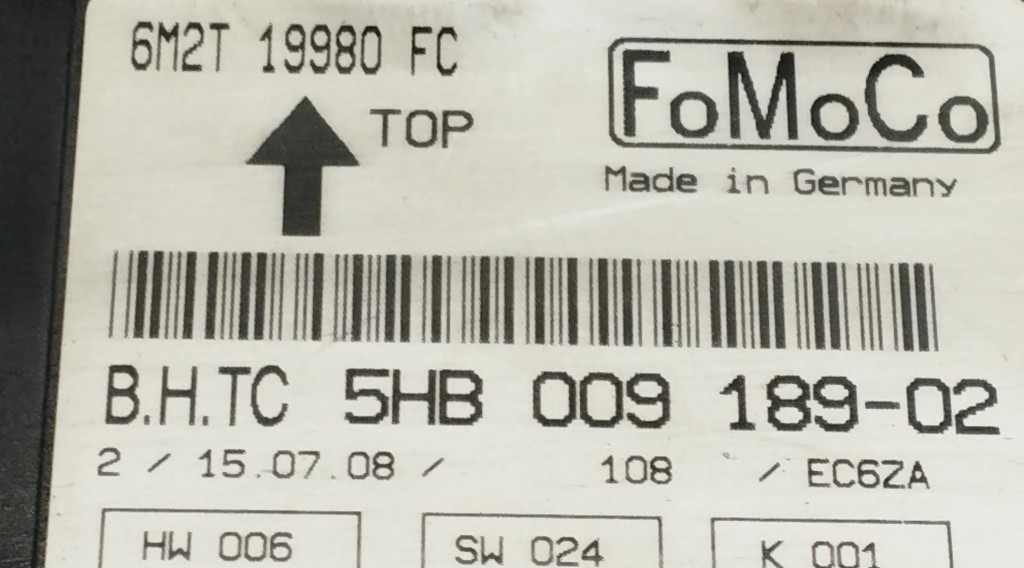 6M2T 19980 FC
FoMoCo
TOP
Made in Germany
B.H.TC 5HB 009 189-02
2 / 15.07.08 / 108 / EC6ZA
HW 006 SW 024 K 001